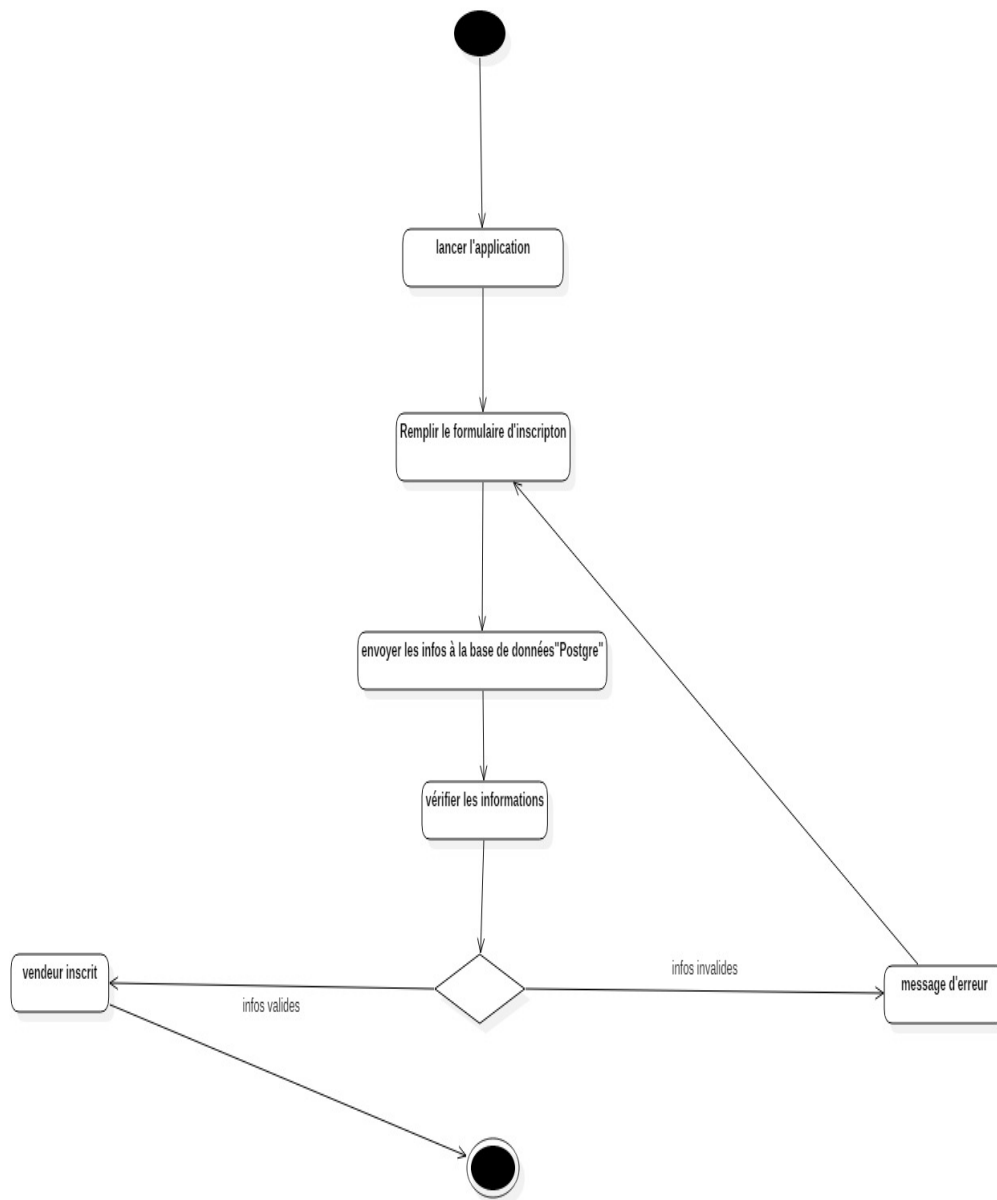 lancer l'application
Remplir le formulaire d'inscripton
envoyer les infos à la base de données"Postgre"
vérifier les informations
vendeur inscrit
infos valides
infos invalides
message d'erreur